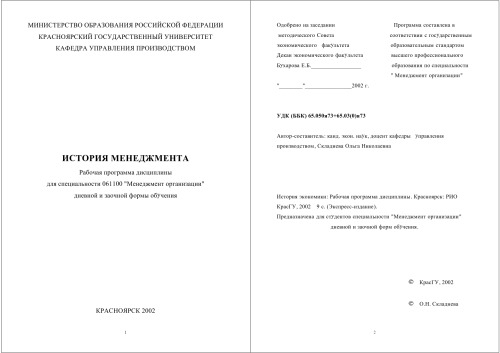 МИНИСТЕРСТВО ОБРАЗОВАНИЯ РОССИЙСКОЙ ФЕДЕРАЦИИ
КРАСНОЯРСКИЙ ГОСУДАРСТВЕННЫЙ УНИВЕРСИТЕТ
КАФЕДРА УПРАВЛЕНИЯ ПРОИЗВОДСТВОМ
ИСТОРИЯ МЕНЕДЖМЕНТА
Рабочая программа дисциплины
для специальности 061100 "Менеджмент организации"
дневной и заочной формы обучения
КРАСНОЯРСК 2002
1
Одобрено на заседании
методического Совета
экономического факультета
Декан экономического факультета
Бухарова Е.Б.________________
"_______"______________2002 г.
Программа составлена в
соответствии с государственным
образовательным стандартом
высшего профессионального
образования по специальности
" Менеджмент организации"
УДК (ББК) 65.050я73+65.03(0)я73
Автор-составитель: канд. экон. наук, доцент кафедры управления
производством, Складнева Ольга Николаевна
История экономики: Рабочая программа дисциплины. Красноярск: РИО
КрасГУ, 2002 9 с. (Экспресс-издание).
Предназначена для студентов специальности "Менеджмент организации"
дневной и заочной форм обучения.
© КрасГУ, 2002
© О.Н. Складнева
2